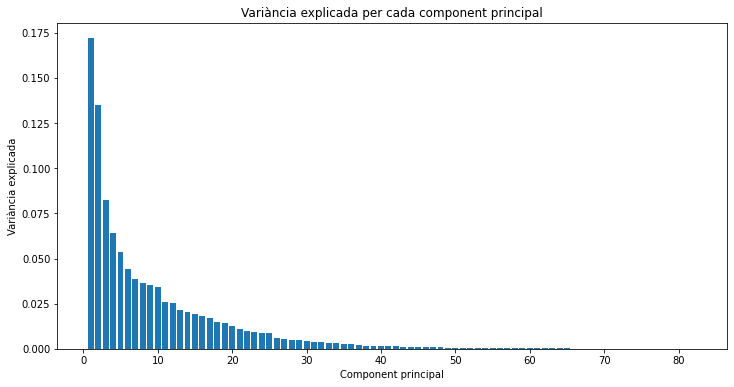 Variància explicada per cada component principal
Variància explicada
0.175
0.150
0.125
0.100
0.075
0.050
0.025
0.000
0 10 20 30 40 50 60 70 80
Component principal